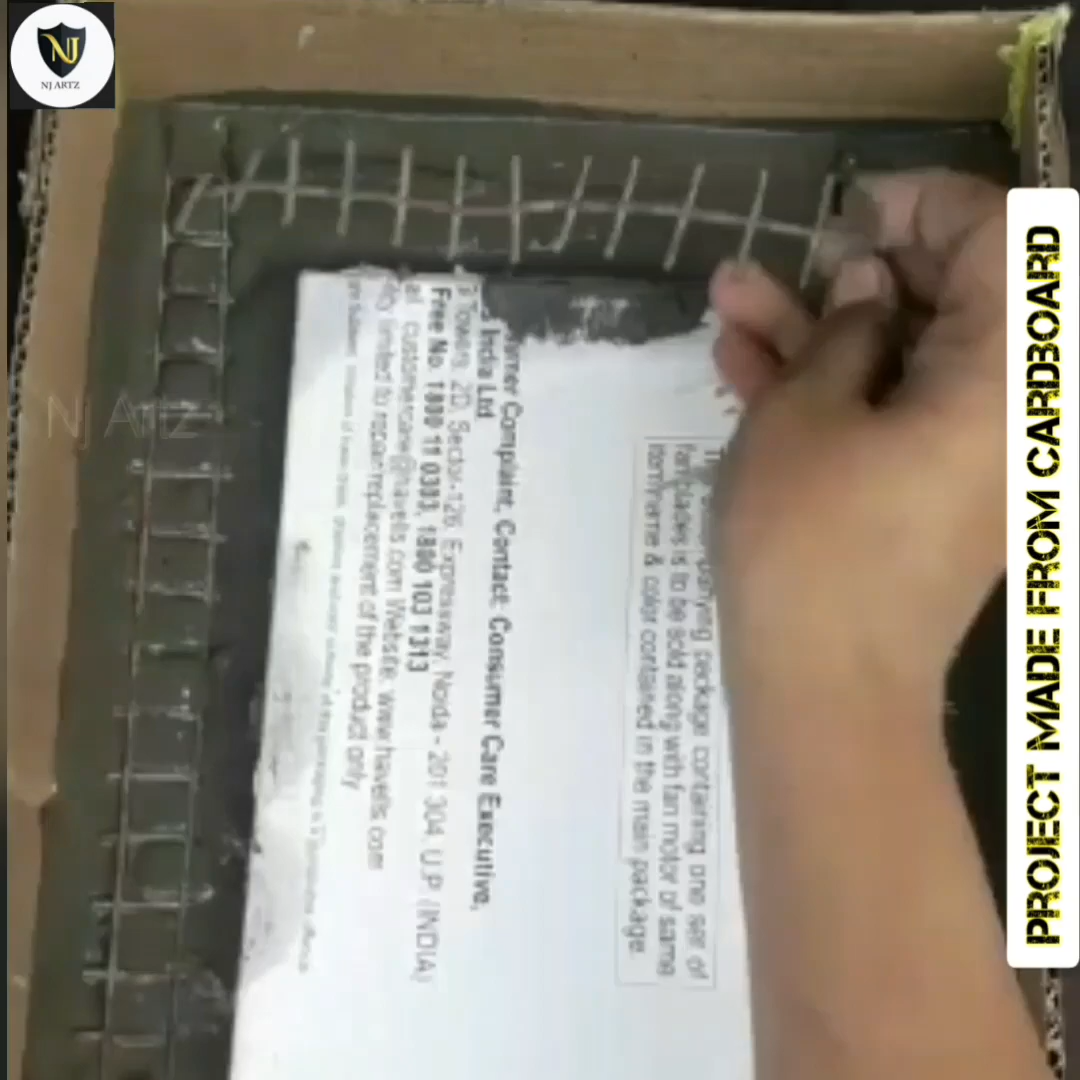 NJ
NJ ARTZ
NJ Artz
PROJECT MADE FROM CARDBOARD
panying package containing one set of
fan blades is to be sold along with fan motor of same
item name & color contained in the main package.
Complaint, Contact: Consumer Care Executive,
India Ltd
Towers, 2D, Sector-126, Expressway, Noida - 201 304, U.P. (INDIA)
Free No. 1800 11 0303, 1800 103 1313
at customercare@havells.com Website: www.havells.com
limited to repair/replacement of the product only